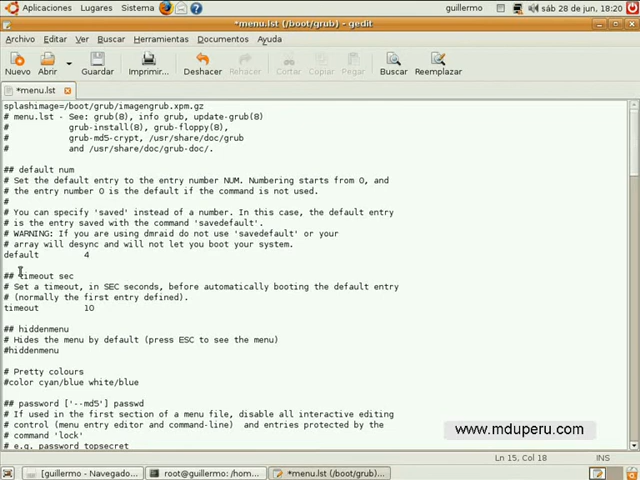 Aplicaciones Lugares Sistema guillermo sáb 28 de jun, 18:20
*menu.lst (/boot/grub) - gedit
Archivo Editar Ver Buscar Herramientas Documentos Ayuda
Nuevo Abrir Guardar Imprimir... Deshacer Rehacer Cortar Copiar Pegar Buscar Reemplazar
*menu.lst
splashimage=/boot/grub/imagengrub.xpm.gz
# menu.lst - See: grub(8), info grub, update-grub(8)
# grub-install(8), grub-floppy(8),
# grub-md5-crypt, /usr/share/doc/grub
# and /usr/share/doc/grub-doc/.
## default num
# Set the default entry to the entry number NUM. Numbering starts from 0, and
# the entry number 0 is the default if the command is not used.
#
# You can specify 'saved' instead of a number. In this case, the default entry
# is the entry saved with the command 'savedefault'.
# WARNING: If you are using dmraid do not use 'savedefault' or your
# array will desync and will not let you boot your system.
default 4
## timeout sec
# Set a timeout, in SEC seconds, before automatically booting the default entry
# (normally the first entry defined).
timeout 10
## hiddenmenu
# Hides the menu by default (press ESC to see the menu)
#hiddenmenu
# Pretty colours
#color cyan/blue white/blue
## password ['--md5'] passwd
# If used in the first section of a menu file, disable all interactive editing
# control (menu entry editor and command-line) and entries protected by the
# command 'lock'
# e.g. password topsecret
www.mduperu.com
Ln 15, Col 18 INS
[guillermo - Navegado... root@guillermo: /hom... *menu.lst (/boot/grub)...